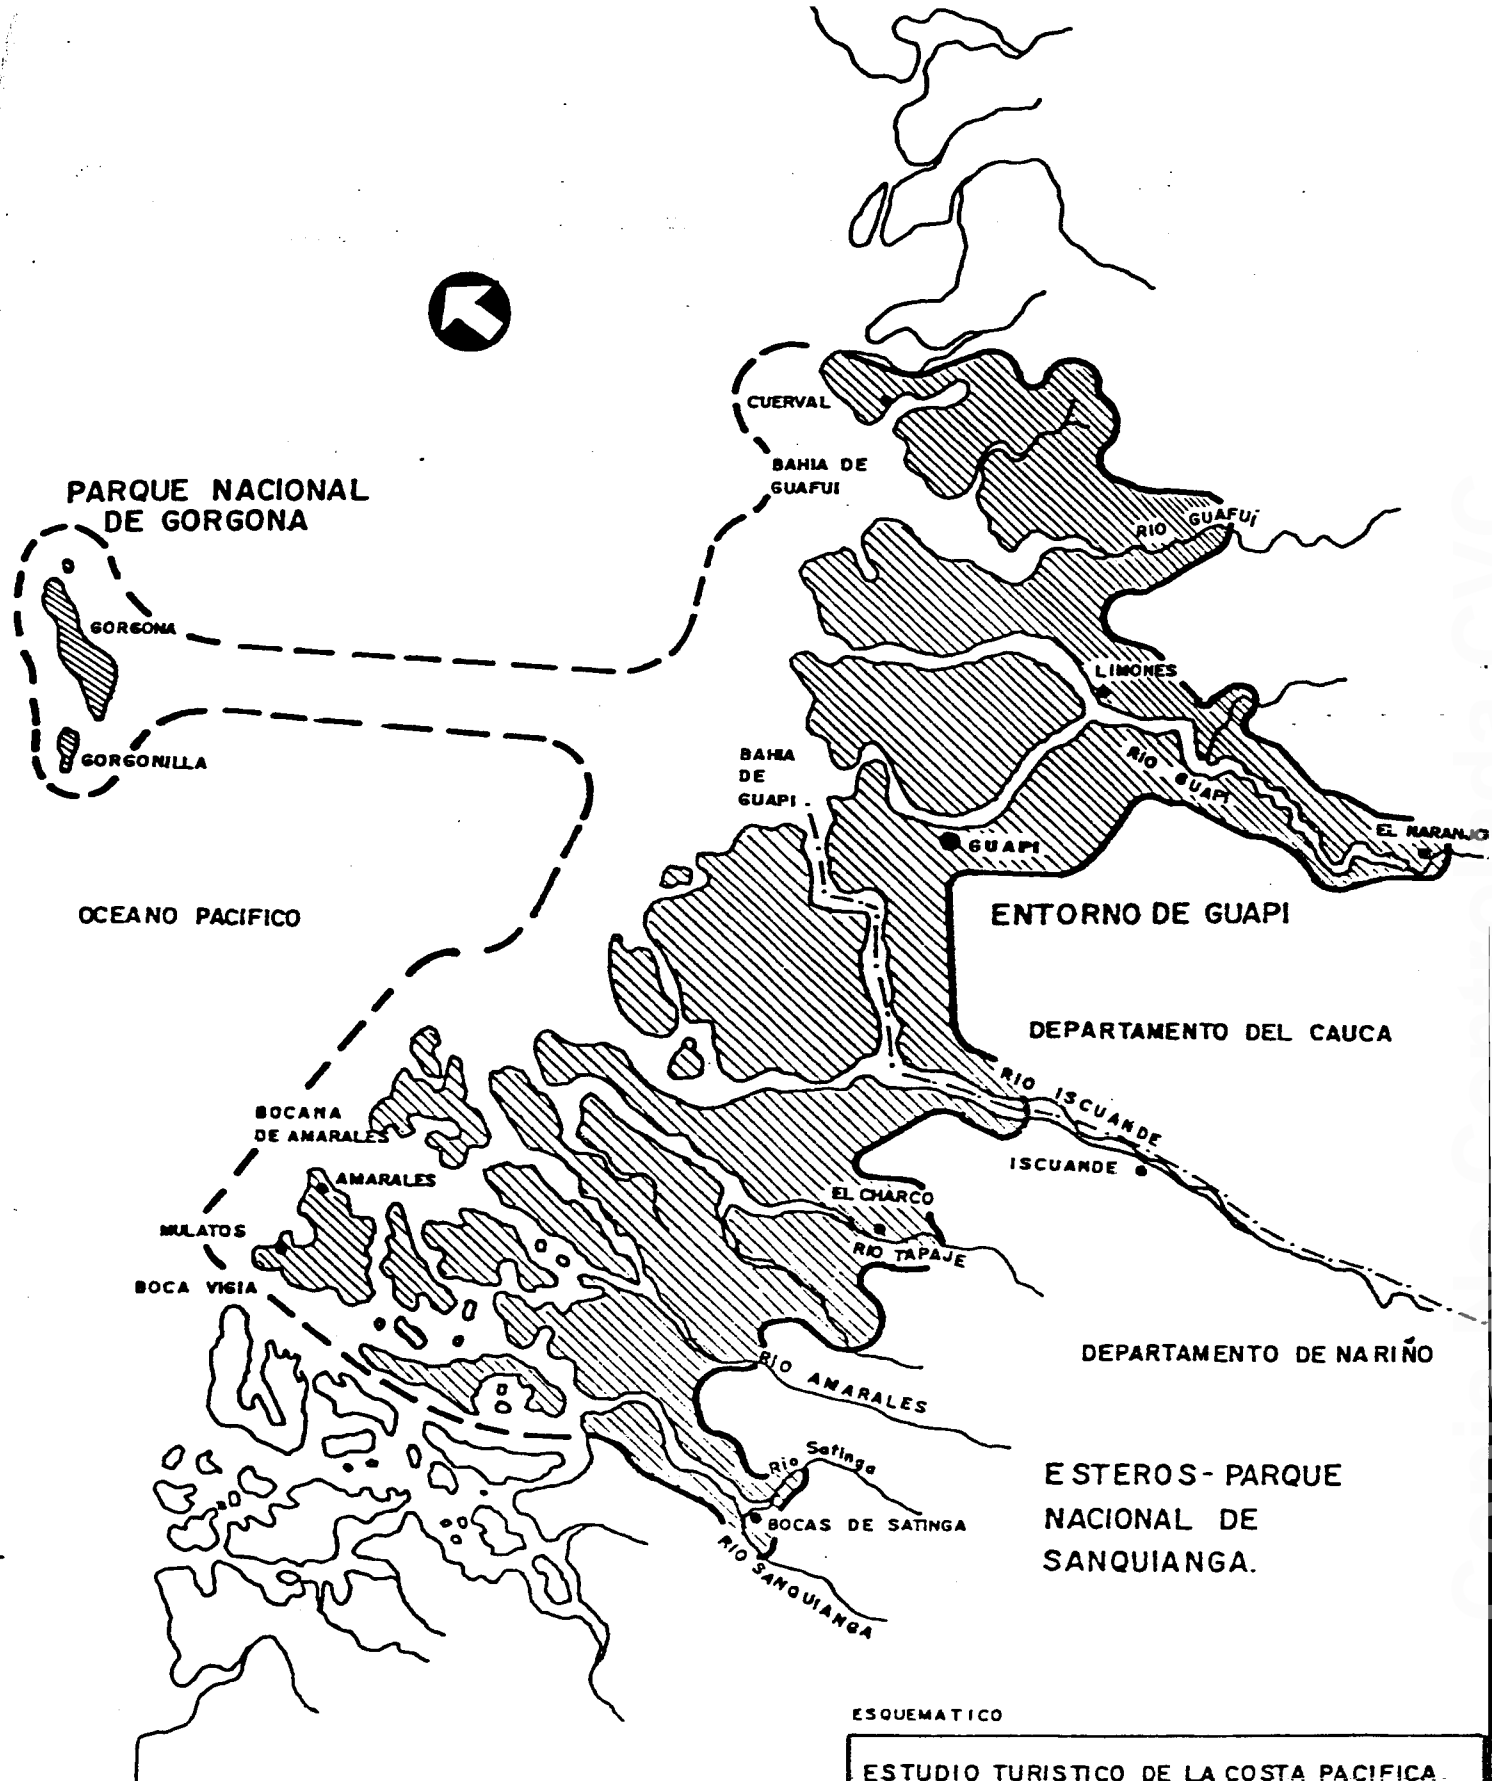 CUERVAL
BAHIA DE
GUAFUI
PARQUE NACIONAL
DE GORGONA
RIO GUAFUÍ
GORGONA
LIMONES
GORGONILLA
BAHIA
DE
GUAPI
RIO GUAPI
EL NARANJO
GUAPI
OCEANO PACIFICO
ENTORNO DE GUAPI
DEPARTAMENTO DEL CAUCA
RIO ISCUANDE
BOCANA
DE AMARALES
ISCUANDE
AMARALES
EL CHARCO
MULATOS
RIO TAPAJE
BOCA VIGIA
DEPARTAMENTO DE NARIÑO
RIO AMARALES
Rio Satinga
ESTEROS-PARQUE
NACIONAL DE
SANQUIANGA.
BOCAS DE SATINGA
RIO SANQUIANGA
ESQUEMATICO
ESTUDIO TURISTICO DE LA COSTA PACIFICA.